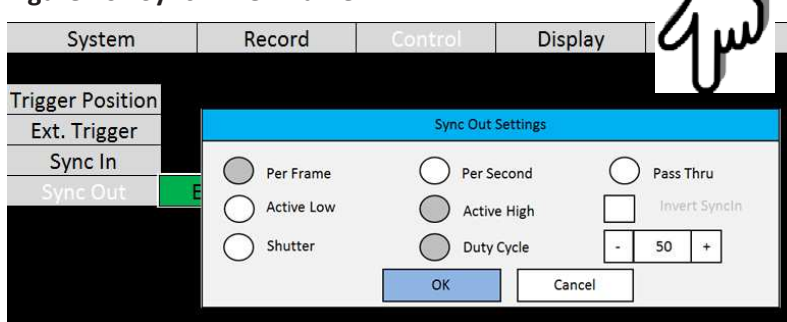 System Record Control Display
Trigger Position
Ext. Trigger
Sync In
Sync Out E
Sync Out Settings
Per Frame Per Second Pass Thru
Active Low Active High Invert SyncIn
Shutter Duty Cycle - 50 +
OK Cancel